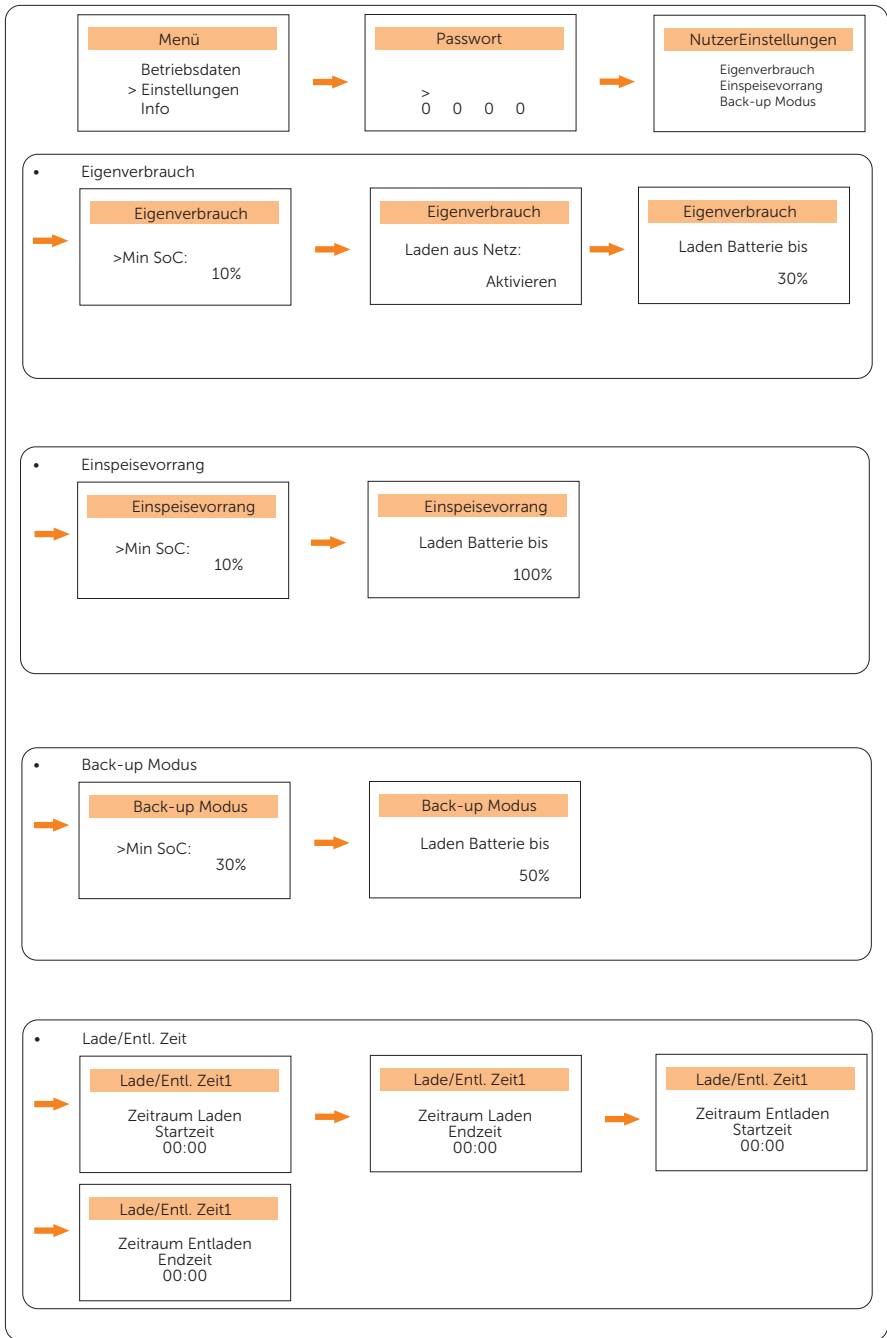 Menü
Betriebsdaten
> Einstellungen
Info
Passwort
>
0 0 0 0
NutzerEinstellungen
Eigenverbrauch
Einspeisevorrang
Back-up Modus
• Eigenverbrauch
Eigenverbrauch
>Min SoC:
10%
Eigenverbrauch
Laden aus Netz:
Aktivieren
Eigenverbrauch
Laden Batterie bis
30%
• Einspeisevorrang
Einspeisevorrang
>Min SoC:
10%
Einspeisevorrang
Laden Batterie bis
100%
• Back-up Modus
Back-up Modus
>Min SoC:
30%
Back-up Modus
Laden Batterie bis
50%
• Lade/Entl. Zeit
Lade/Entl. Zeit1
Zeitraum Laden
Startzeit
00:00
Lade/Entl. Zeit1
Zeitraum Laden
Endzeit
00:00
Lade/Entl. Zeit1
Zeitraum Entladen
Startzeit
00:00
Lade/Entl. Zeit1
Zeitraum Entladen
Endzeit
00:00